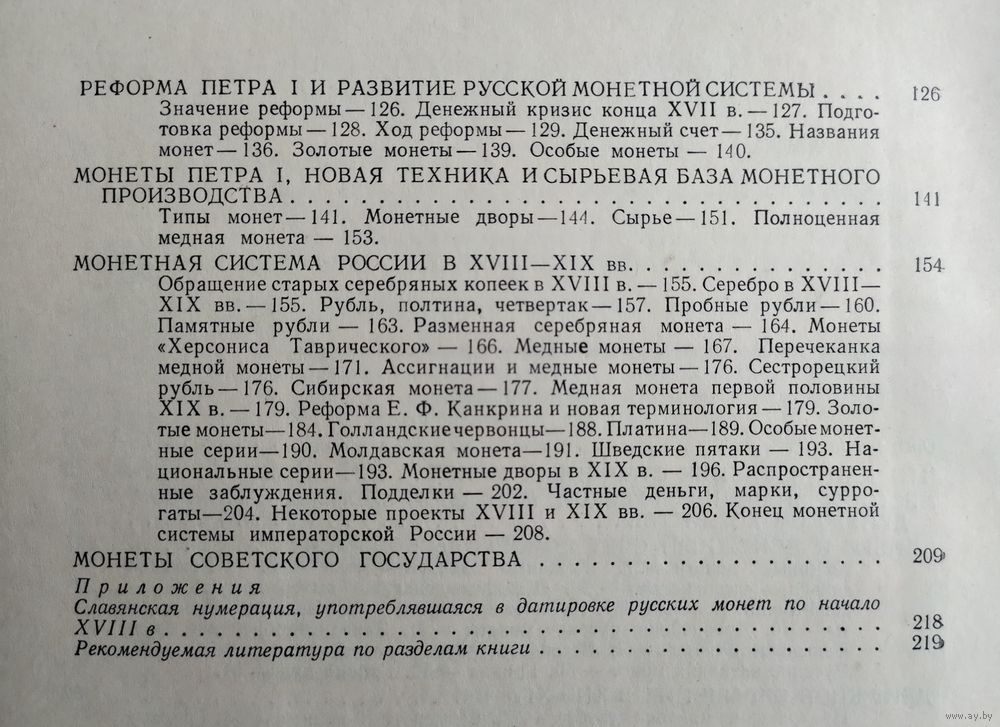 РЕФОРМА ПЕТРА I И РАЗВИТИЕ РУССКОЙ МОНЕТНОЙ СИСТЕМЫ . . . . 126
Значение реформы — 126. Денежный кризис конца XVII в. — 127. Подго-
товка реформы — 128. Ход реформы — 129. Денежный счет — 135. Названия
монет — 136. Золотые монеты — 139. Особые монеты — 140.
МОНЕТЫ ПЕТРА I, НОВАЯ ТЕХНИКА И СЫРЬЕВАЯ БАЗА МОНЕТНОГО
ПРОИЗВОДСТВА . . . . . . . . . . . . . . . . . . . . . . . . . . . . . . . . . . . 141
Типы монет — 141. Монетные дворы — 144. Сырье — 151. Полноценная
медная монета — 153.
МОНЕТНАЯ СИСТЕМА РОССИИ В XVIII—XIX вв. . . . . . . . . . . . . . . . 154
Обращение старых серебряных копеек в XVIII в. — 155. Серебро в XVIII—
XIX вв. — 155. Рубль, полтина, четвертак — 157. Пробные рубли — 160.
Памятные рубли — 163. Разменная серебряная монета — 164. Монеты
«Херсониса Таврического» — 166. Медные монеты — 167. Перечеканка
медной монеты — 171. Ассигнации и медные монеты — 176. Сестрорецкий
рубль — 176. Сибирская монета — 177. Медная монета первой половины
XIX в. — 179. Реформа Е. Ф. Канкрина и новая терминология — 179. Золо-
тые монеты — 184. Голландские червонцы — 188. Платина — 189. Особые монет-
ные серии — 190. Молдавская монета — 191. Шведские пятаки — 193. На-
циональные серии — 193. Монетные дворы в XIX в. — 196. Распространен-
ные заблуждения. Подделки — 202. Частные деньги, марки, сурро-
гаты — 204. Некоторые проекты XVIII и XIX вв. — 206. Конец монетной
системы императорской России — 208.
МОНЕТЫ СОВЕТСКОГО ГОСУДАРСТВА . . . . . . . . . . . . . . . . . . . . . 209
Приложения
Славянская нумерация, употреблявшаяся в датировке русских монет по начало
XVIII в . . . . . . . . . . . . . . . . . . . . . . . . . . . . . . . . . . . . . . . . . . 218
Рекомендуемая литература по разделам книги . . . . . . . . . . . . . . . . . . . . 219
www.ay.by